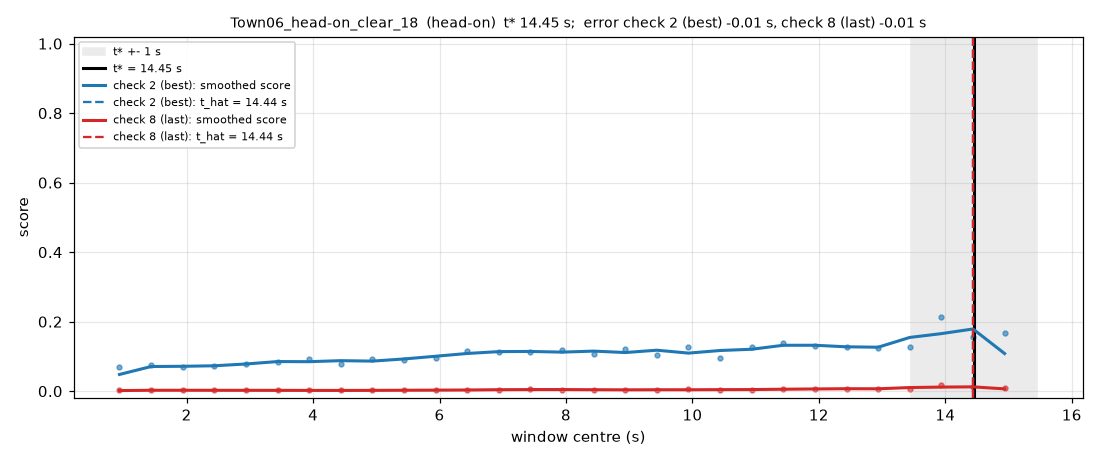 Town06_head-on_clear_18  (head-on)  t* 14.45 s;  error check 2 (best) -0.01 s, check 8 (last) -0.01 s
t* +- 1 s
t* = 14.45 s
check 2 (best): smoothed score
check 2 (best): t_hat = 14.44 s
check 8 (last): smoothed score
check 8 (last): t_hat = 14.44 s
1.0
0.8
0.6
0.4
0.2
0.0
score
2 4 6 8 10 12 14 16
window centre (s)